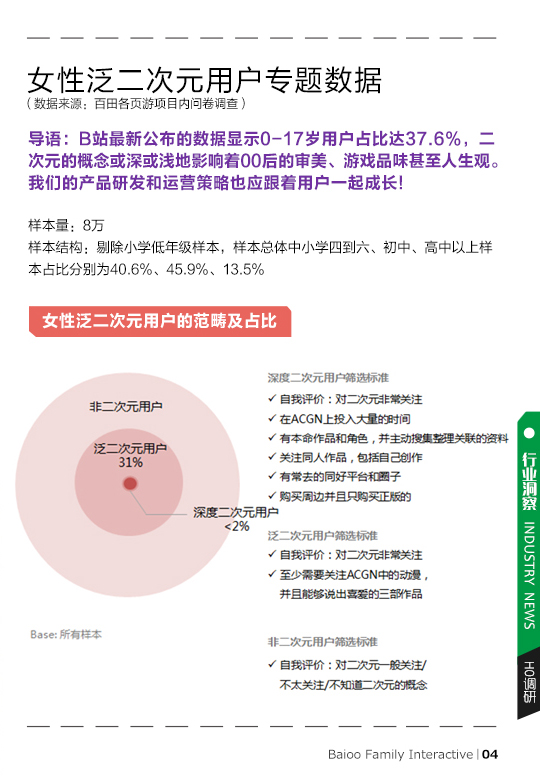 女性泛二次元用户专题数据
（数据来源：百田各页游项目内问卷调查）
导语：B站最新公布的数据显示0-17岁用户占比达37.6%，二
次元的概念或深或浅地影响着00后的审美、游戏品味甚至人生观。
我们的产品研发和运营策略也应跟着用户一起成长!
样本量：8万
样本结构：剔除小学低年级样本，样本总体中小学四到六、初中、高中以上样
本占比分别为40.6%、45.9%、13.5%
女性泛二次元用户的范畴及占比
非二次元用户
泛二次元用户
31%
深度二次元用户
<2%
Base: 所有样本
深度二次元用户筛选标准
✓ 自我评价：对二次元非常关注
✓ 在ACGN上投入大量的时间
✓ 有本命作品和角色，并主动搜集整理关联的资料
✓ 关注同人作品，包括自己创作
✓ 有常去的同好平台和圈子
✓ 购买周边并且只购买正版的
泛二次元用户筛选标准
✓ 自我评价：对二次元非常关注
✓ 至少需要关注ACGN中的动漫，
并且能够说出喜爱的三部作品
非二次元用户筛选标准
✓ 自我评价：对二次元一般关注/
不太关注/不知道二次元的概念
行业洞察 INDUSTRY NEWS
HO调研
Baioo Family Interactive | 04